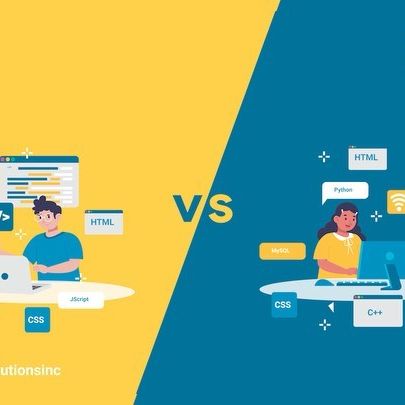 </>
HTML
VS
JScript
CSS
utionsinc
HTML
Python
MySQL
CSS
C++